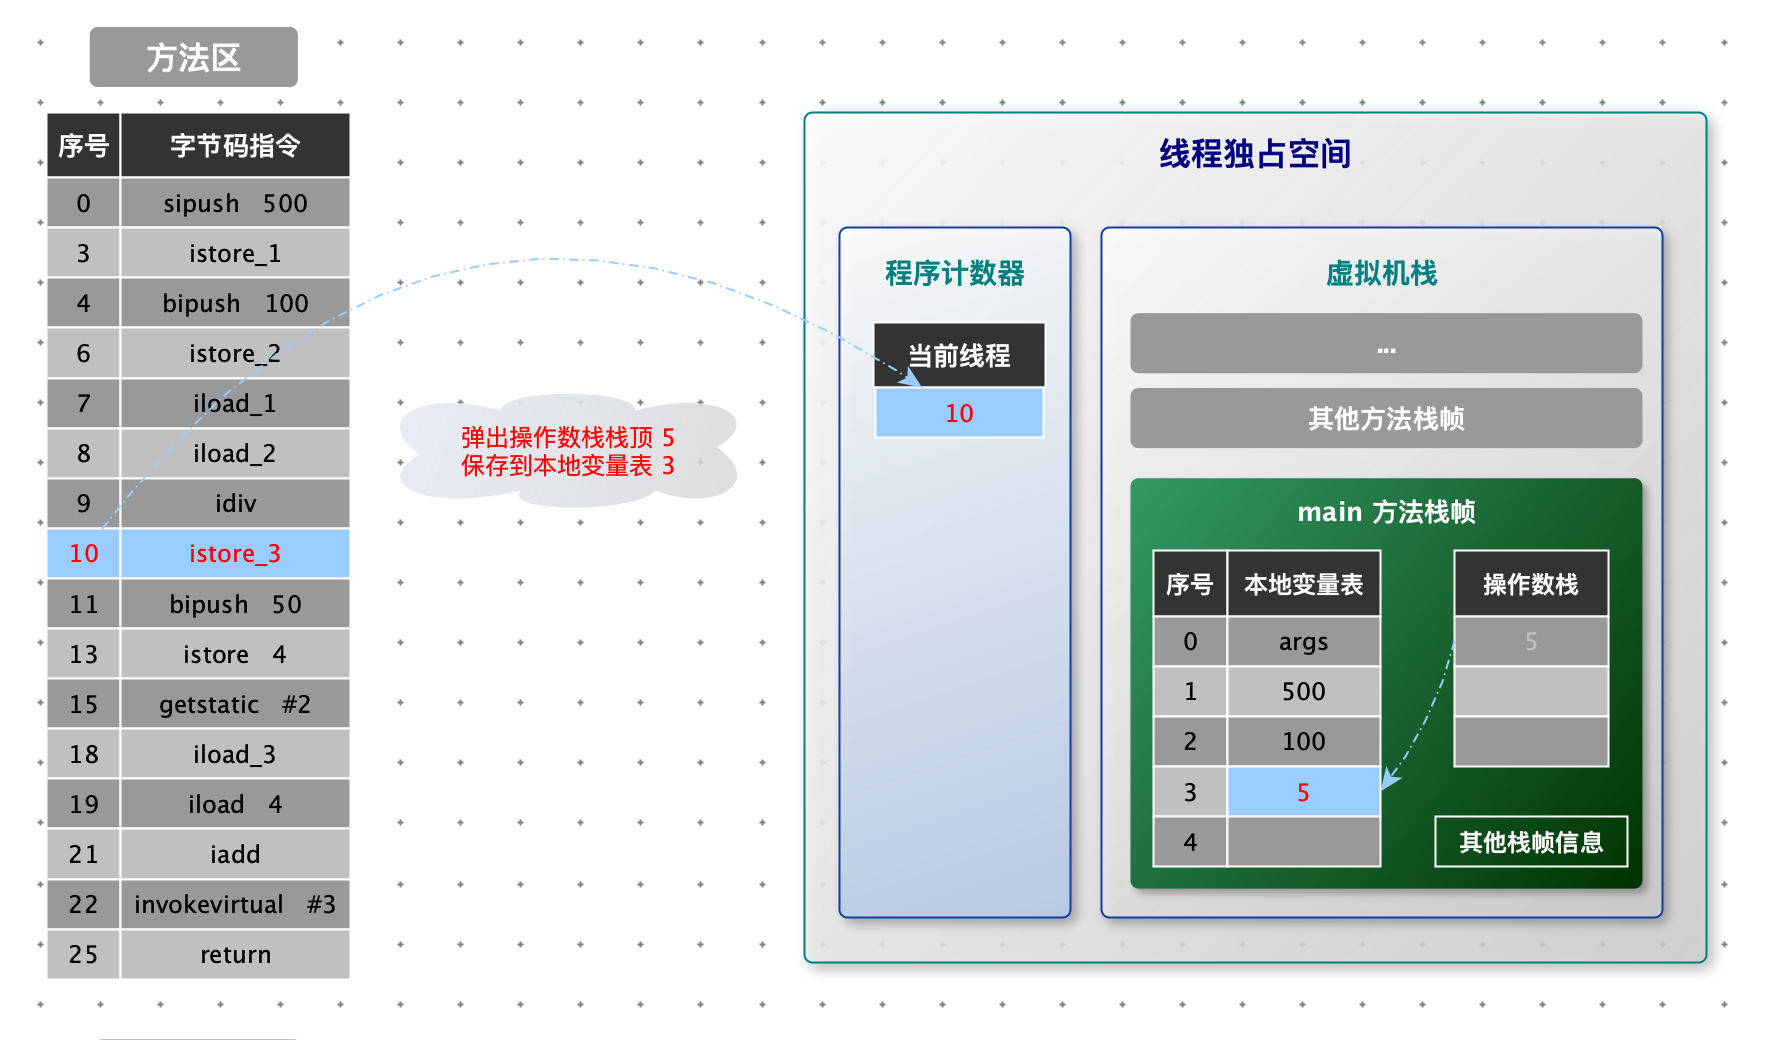 方法区
序号 字节码指令
0 sipush 500
3 istore_1
4 bipush 100
6 istore_2
7 iload_1
8 iload_2
9 idiv
10 istore_3
11 bipush 50
13 istore 4
15 getstatic #2
18 iload_3
19 iload 4
21 iadd
22 invokevirtual #3
25 return
弹出操作数栈栈顶 5
保存到本地变量表 3
线程独占空间
程序计数器
当前线程
10
虚拟机栈
...
其他方法栈帧
main 方法栈帧
序号 本地变量表
0 args
1 500
2 100
3 5
4
操作数栈
5
其他栈帧信息